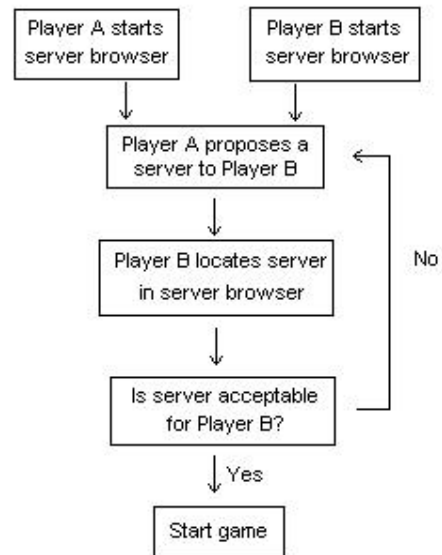 Player A starts
server browser
Player B starts
server browser
Player A proposes a
server to Player B
Player B locates server
in server browser
No
Is server acceptable
for Player B?
Yes
Start game